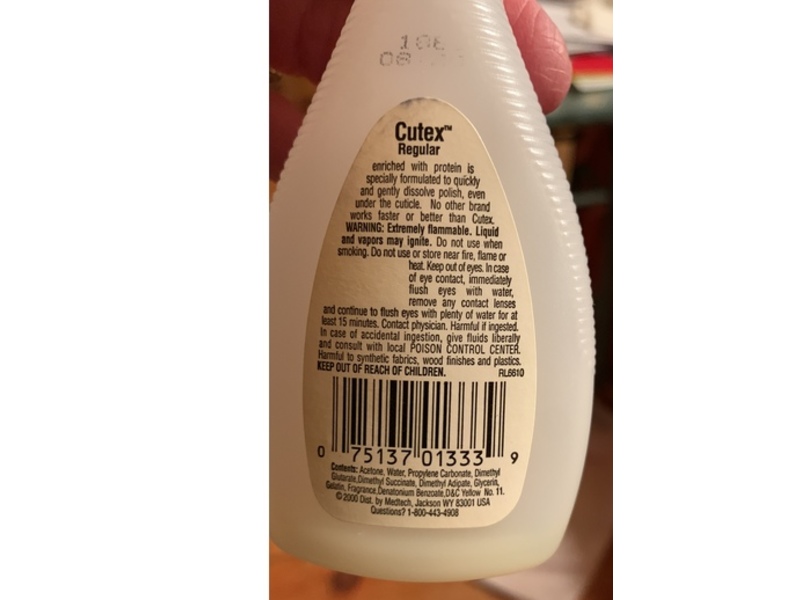 Cutex™
Regular
enriched with protein is
specially formulated to quickly
and gently dissolve polish, even
under the cuticle. No other brand
works faster or better than Cutex.
WARNING: Extremely flammable. Liquid
and vapors may ignite. Do not use when
smoking. Do not use or store near fire, flame or
heat. Keep out of eyes. In case
of eye contact, immediately
flush eyes with water,
remove any contact lenses
and continue to flush eyes with plenty of water for at
least 15 minutes. Contact physician. Harmful if ingested.
In case of accidental ingestion, give fluids liberally
and consult with local POISON CONTROL CENTER.
Harmful to synthetic fabrics, wood finishes and plastics.
KEEP OUT OF REACH OF CHILDREN. RL6610
0 75137 01333 9
Contents: Acetone, Water, Propylene Carbonate, Dimethyl
Glutarate,Dimethyl Succinate, Dimethyl Adipate, Glycerin,
Gelatin, Fragrance,Denatonium Benzoate,D&C Yellow No. 11.
© 2000 Dist. by Medtech, Jackson WY 83001 USA
Questions? 1-800-443-4908